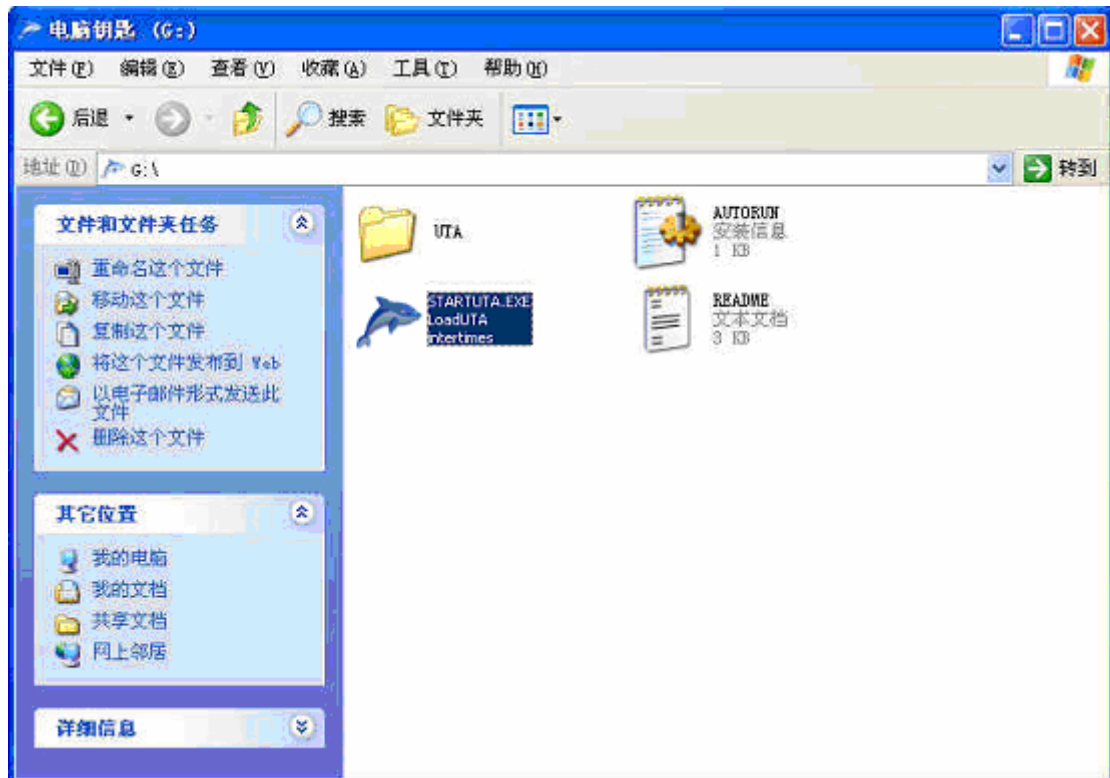 电脑钥匙 (G:)
文件(F) 编辑(E) 查看(V) 收藏(A) 工具(T) 帮助(H)
后退 搜索 文件夹
地址(D) G:\ 转到
文件和文件夹任务
重命名这个文件
移动这个文件
复制这个文件
将这个文件发布到 Web
以电子邮件形式发送此
文件
删除这个文件
其它位置
我的电脑
我的文档
共享文档
网上邻居
详细信息
UTA
AUTORUN
安装信息
1 KB
STARTUTA.EXE
LoadUTA
intertimes
README
文本文档
3 KB